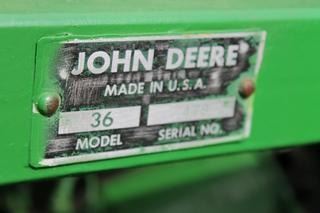 JOHN DEERE
MADE IN U.S.A.
36
MODEL SERIAL NO.